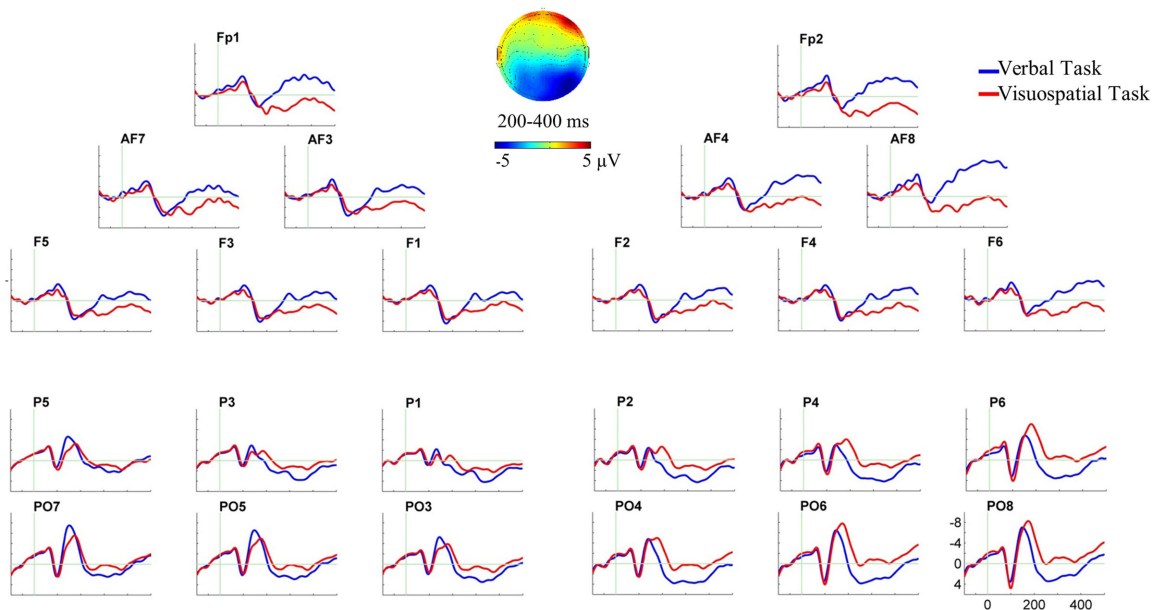 Fp1
Fp2
Verbal Task
Visuospatial Task
200-400 ms
-5 5 µV
AF7 AF3 AF4 AF8
F5 F3 F1 F2 F4 F6
P5 P3 P1 P2 P4 P6
PO7 PO5 PO3 PO4 PO6 PO8
-8
-4
0
4
0 200 400